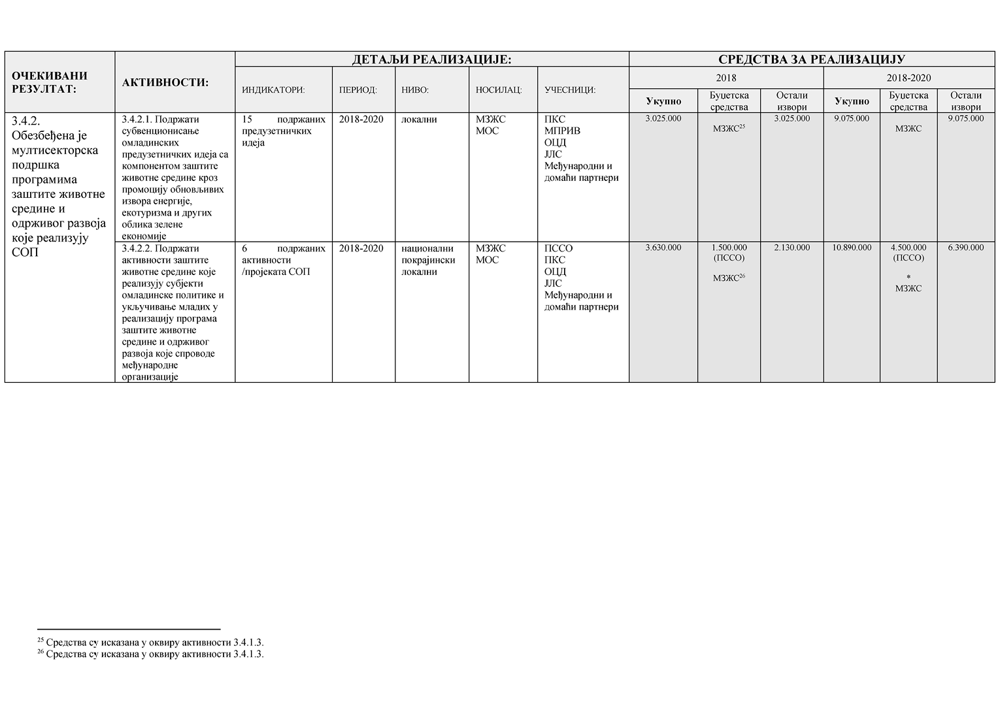 ОЧЕКИВАНИ
РЕЗУЛТАТ:
АКТИВНОСТИ:
ДЕТАЉИ РЕАЛИЗАЦИЈЕ:
СРЕДСТВА ЗА РЕАЛИЗАЦИЈУ
ИНДИКАТОРИ:
ПЕРИОД:
НИВО:
НОСИЛАЦ:
УЧЕСНИЦИ:
2018
2018-2020
Укупно
Буџетска
средства
Остали
извори
Укупно
Буџетска
средства
Остали
извори
3.4.2.
Обезбеђена је
мултисекторска
подршка
програмима
заштите животне
средине и
одрживог развоја
које реализују
СОП
3.4.2.1. Подржати
субвенционисање
омладинских
предузетничких идеја са
компонентом заштите
животне средине кроз
промоцију обновљивих
извора енергије,
екотуризма и других
облика зелене
економије
15 подржаних
предузетничких
идеја
2018-2020
локални
МЗЖС
МОС
ПКС
МПРИВ
ОЦД
ЈЛС
Међународни и
домаћи партнери
3.025.000
МЗЖС25
3.025.000
9.075.000
МЗЖС
9.075.000
3.4.2.2. Подржати
активности заштите
животне средине које
реализују субјекти
омладинске политике и
укључивање младих у
реализацију програма
заштите животне
средине и одрживог
развоја које спроводе
међународне
организације
6 подржаних
активности
/пројеката СОП
2018-2020
национални
покрајински
локални
МЗЖС
МОС
ПССО
ПКС
ОЦД
ЈЛС
Међународни и
домаћи партнери
3.630.000
1.500.000
(ПССО)
МЗЖС26
2.130.000
10.890.000
4.500.000
(ПССО)
*
МЗЖС
6.390.000
25 Средства су исказана у оквиру активности 3.4.1.3.
26 Средства су исказана у оквиру активности 3.4.1.3.